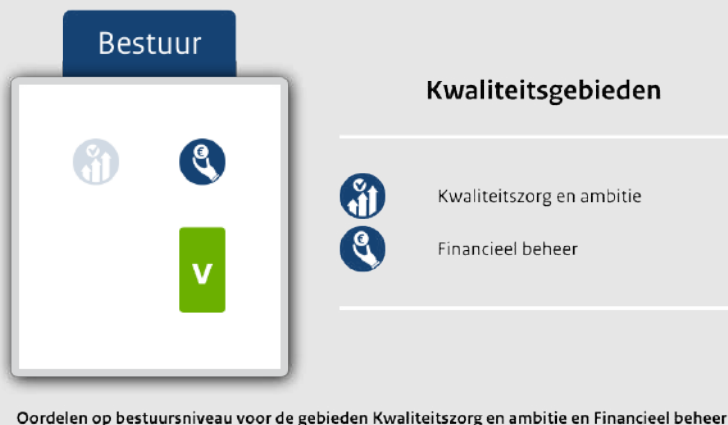 Bestuur
Kwaliteitsgebieden
Kwaliteitszorg en ambitie
Financieel beheer
V
Oordelen op bestuursniveau voor de gebieden Kwaliteitszorg en ambitie en Financieel beheer